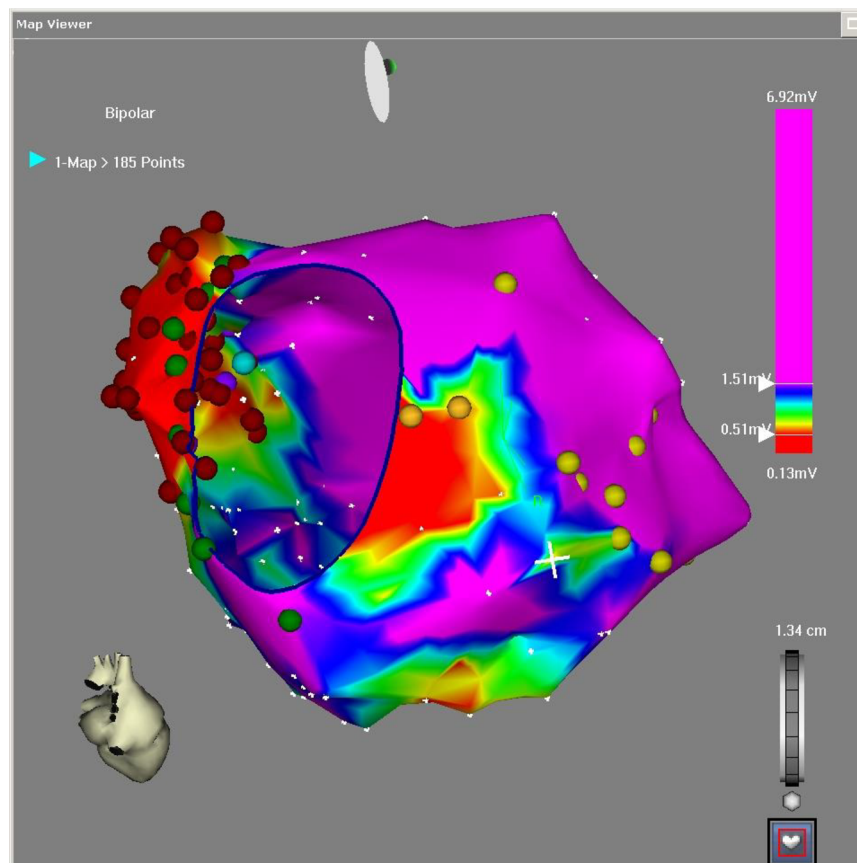 Map Viewer
6.92mV
Bipolar
1-Map > 185 Points
1.51mV
0.51mV
0.13mV
R
1.34 cm